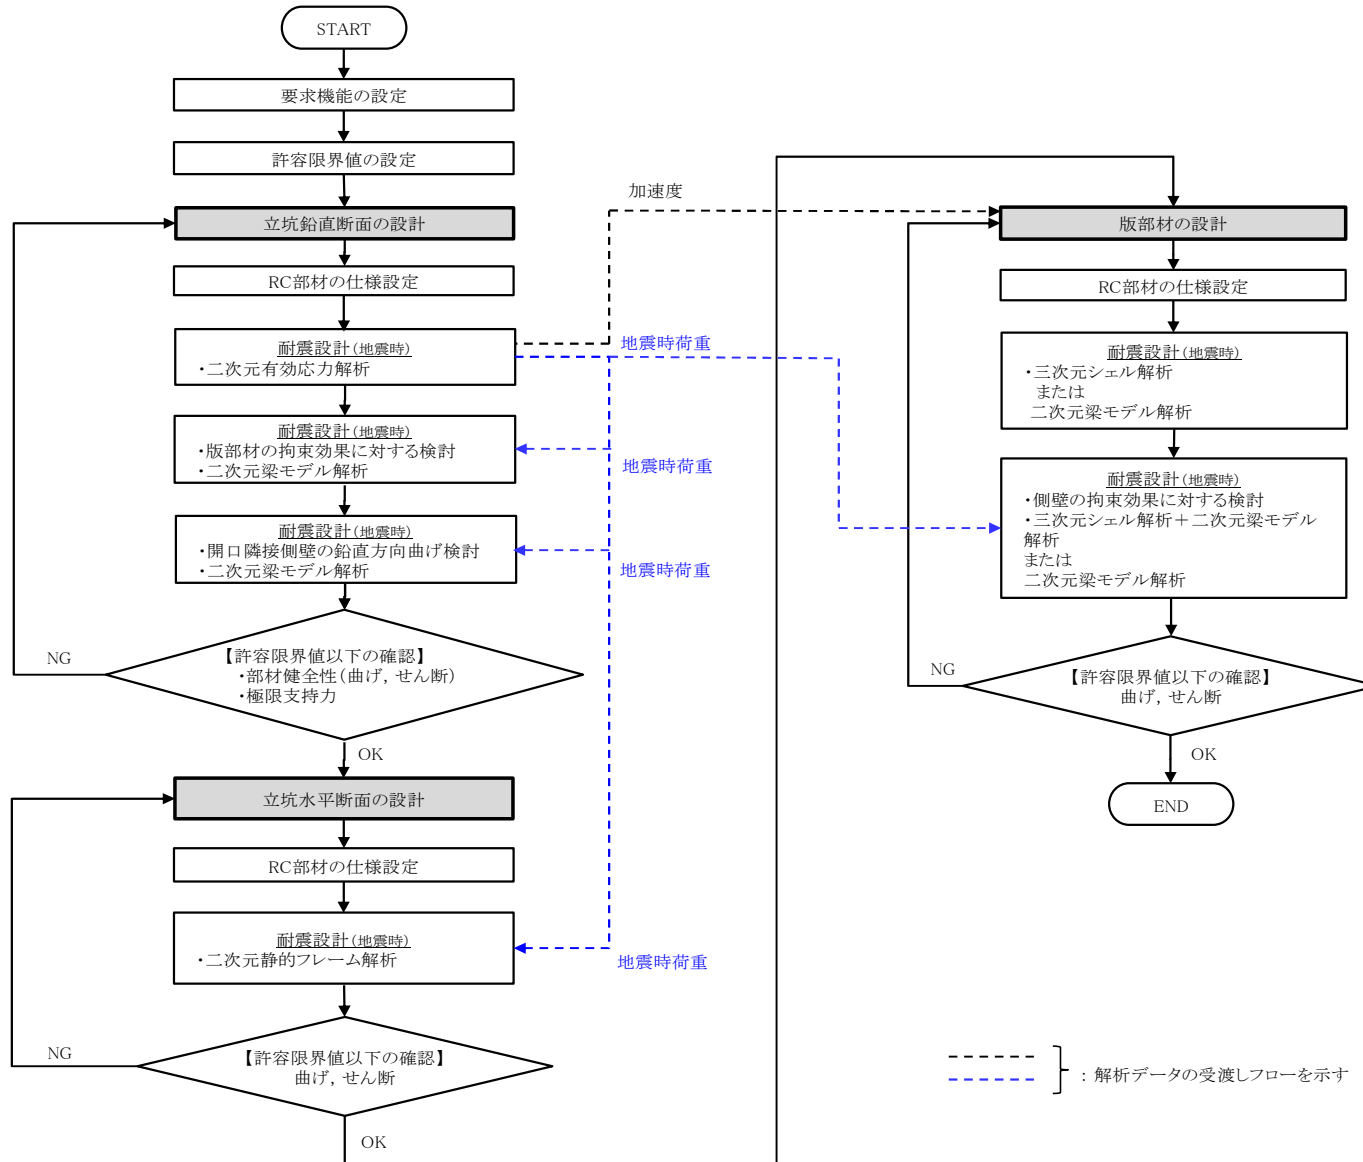 START
要求機能の設定
許容限界値の設定
立坑鉛直断面の設計
RC部材の仕様設定
耐震設計(地震時)
・二次元有効応力解析
耐震設計(地震時)
・版部材の拘束効果に対する検討
・二次元梁モデル解析
耐震設計(地震時)
・開口隣接側壁の鉛直方向曲げ検討
・二次元梁モデル解析
【許容限界値以下の確認】
・部材健全性(曲げ, せん断)
・極限支持力
NG
OK
立坑水平断面の設計
RC部材の仕様設定
耐震設計(地震時)
・二次元静的フレーム解析
【許容限界値以下の確認】
曲げ, せん断
NG
OK
加速度
地震時荷重
地震時荷重
地震時荷重
地震時荷重
版部材の設計
RC部材の仕様設定
耐震設計(地震時)
・三次元シェル解析
または
二次元梁モデル解析
耐震設計(地震時)
・側壁の拘束効果に対する検討
・三次元シェル解析＋二次元梁モデル
解析
または
二次元梁モデル解析
【許容限界値以下の確認】
曲げ, せん断
NG
OK
END
：解析データの受渡しフローを示す